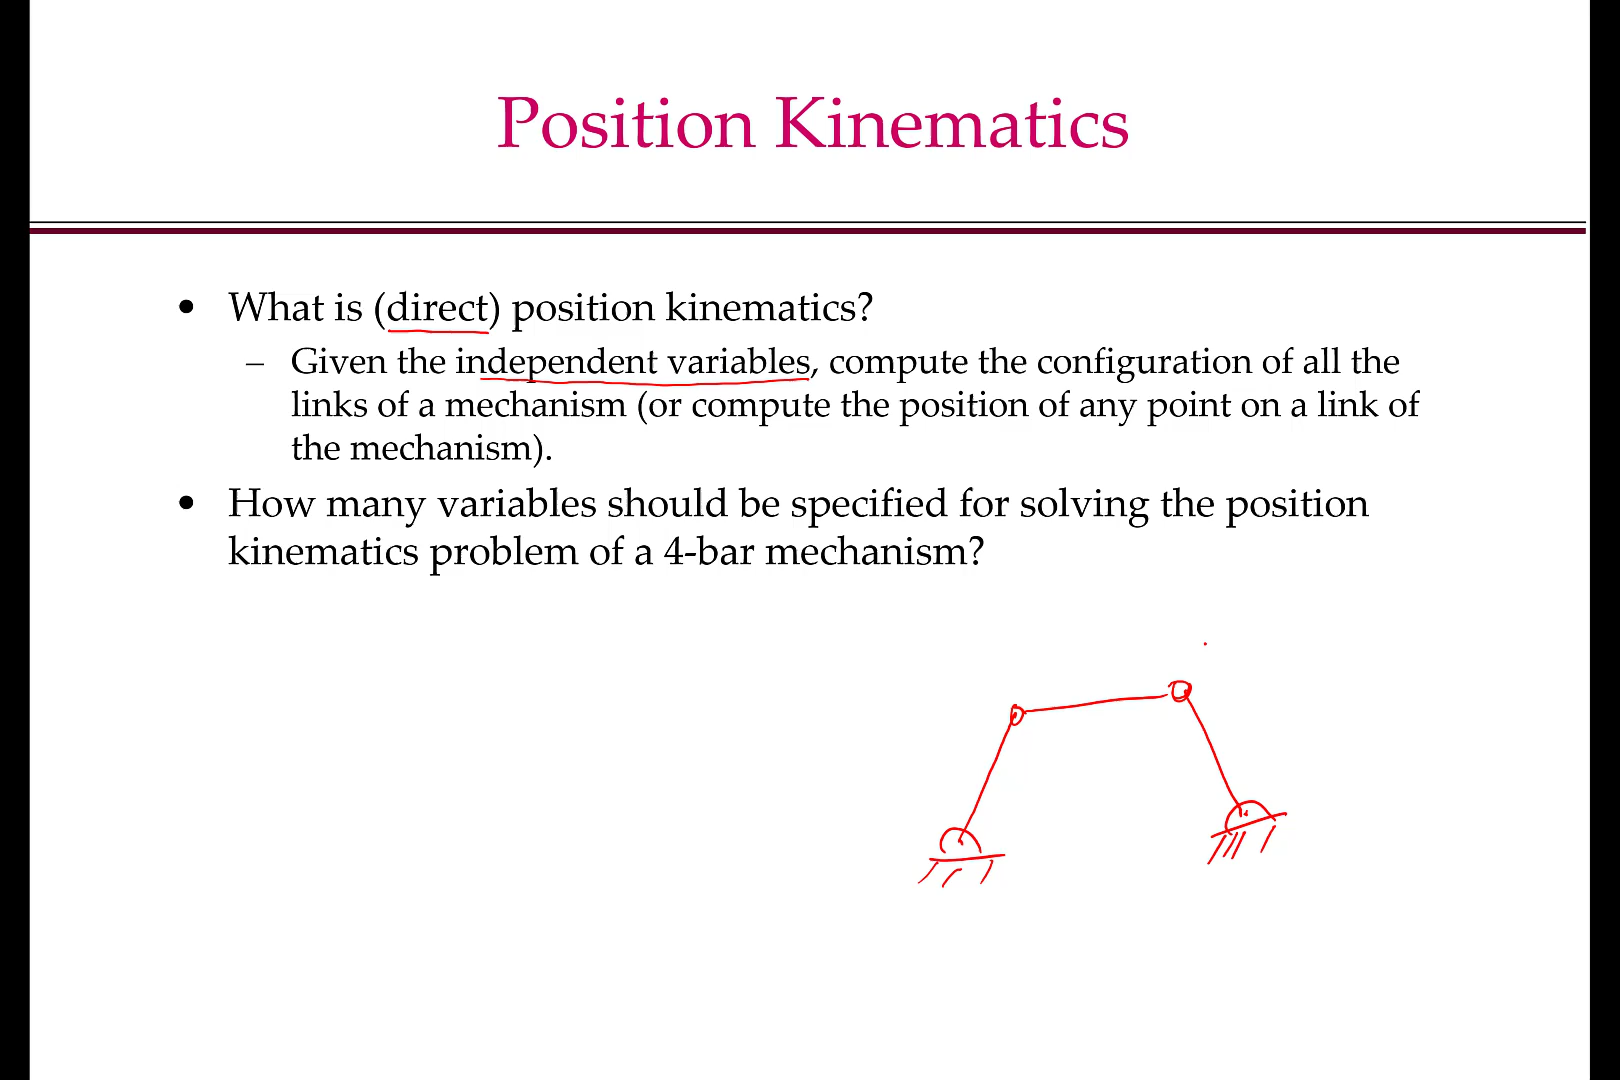 Position Kinematics
• What is (direct) position kinematics?
– Given the independent variables, compute the configuration of all the
links of a mechanism (or compute the position of any point on a link of
the mechanism).
• How many variables should be specified for solving the position
kinematics problem of a 4-bar mechanism?